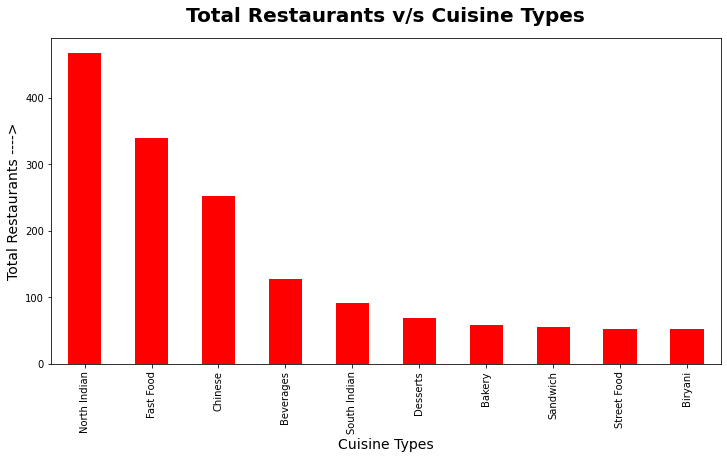 Total Restaurants v/s Cuisine Types
Total Restaurants ---->
400
300
200
100
0
North Indian
Fast Food
Chinese
Beverages
South Indian
Desserts
Bakery
Sandwich
Street Food
Biryani
Cuisine Types